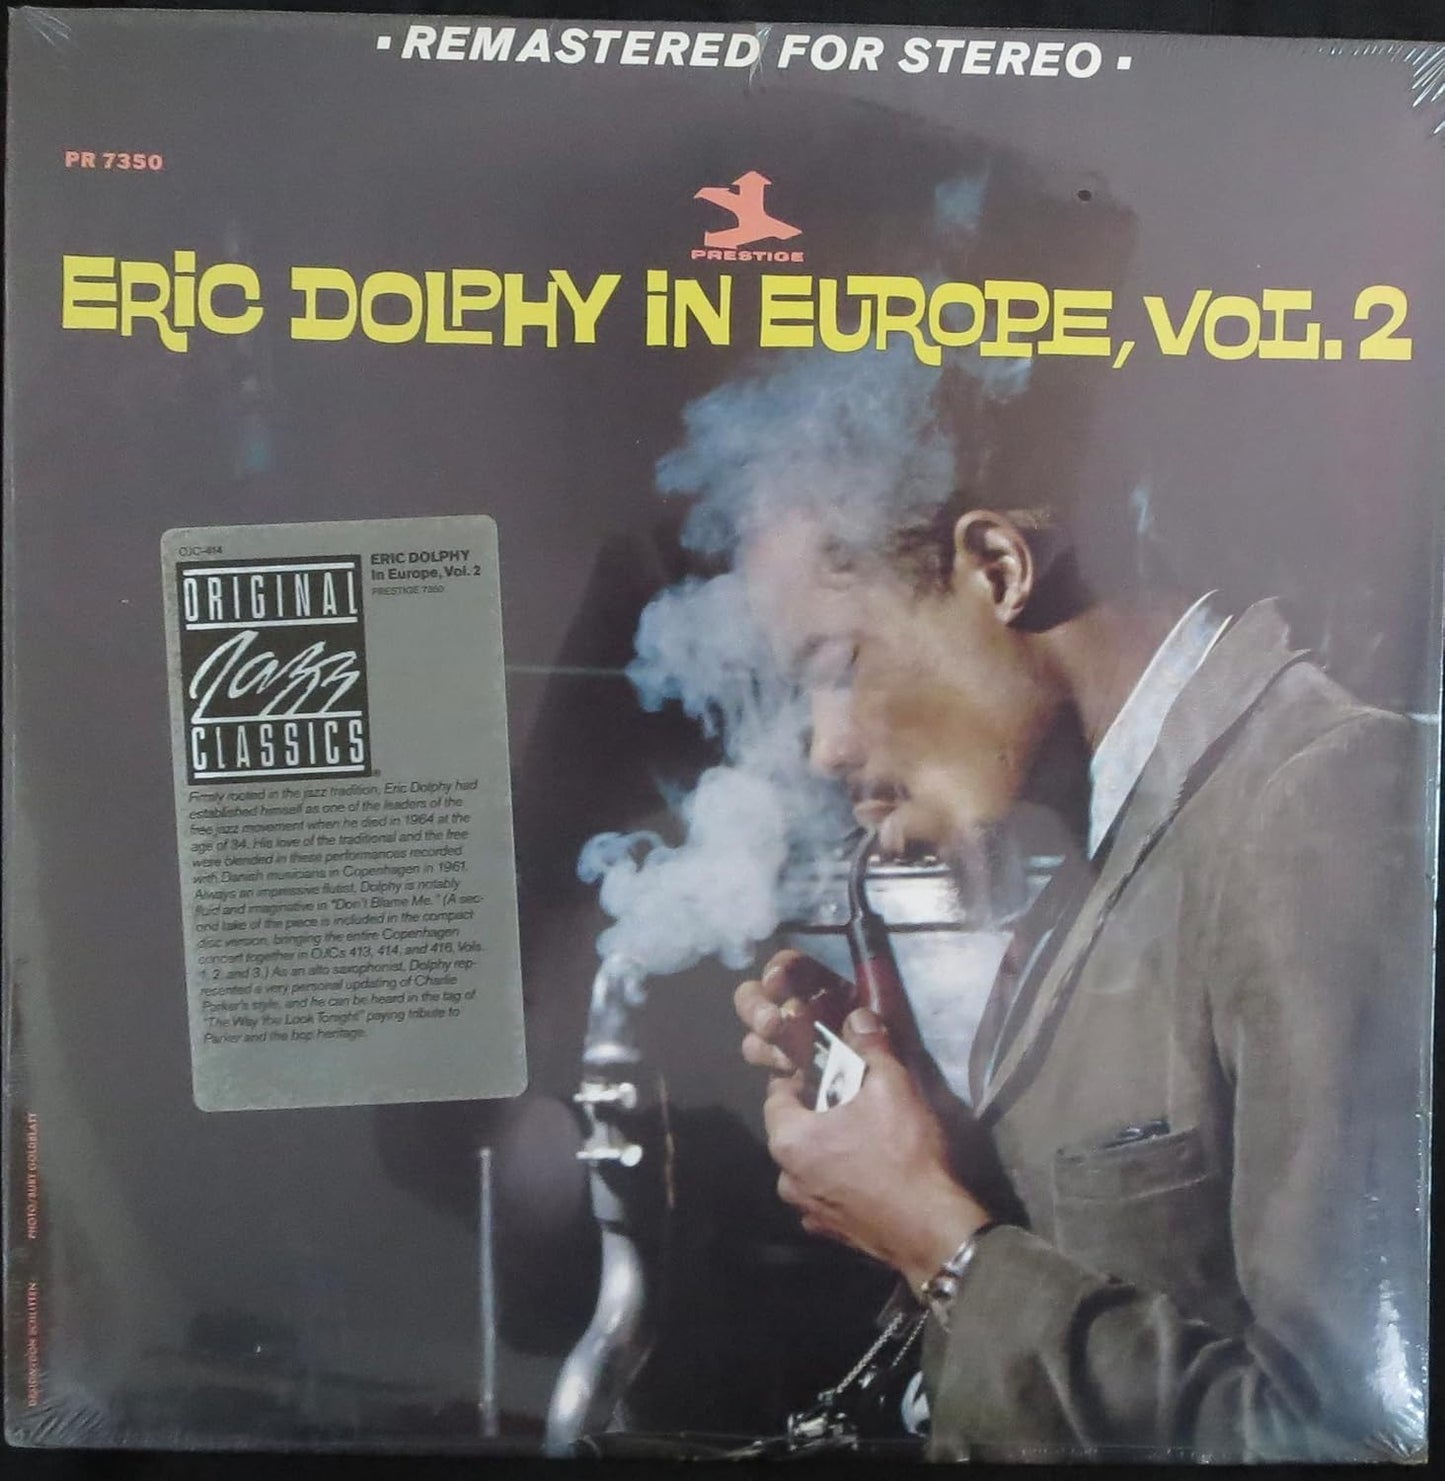 ▪ REMASTERED FOR STEREO ▪
PR 7350
PRESTIGE
ERIC DOLPHY IN EUROPE, VOL. 2
OJC-414
ORIGINAL
Jazz
CLASSICS
®
ERIC DOLPHY
In Europe, Vol. 2
PRESTIGE 7350
Firmly rooted in the jazz tradition, Eric Dolphy had
established himself as one of the leaders of the
free jazz movement when he died in 1964 at the
age of 34. His love of the traditional and the free
were blended in these performances recorded
with Danish musicians in Copenhagen in 1961.
Always an impressive flutist, Dolphy is notably
fluid and imaginative in "Don't Blame Me." (A sec-
ond take of the piece is included in the compact
disc version, bringing the entire Copenhagen
concert together in OJCs 413, 414, and 416, Vols.
1, 2, and 3.) As an alto saxophonist, Dolphy rep-
resented a very personal updating of Charlie
Parker's style, and he can be heard in the tag of
"The Way You Look Tonight" paying tribute to
Parker and the bop heritage.
PHOTO/BURT GOLDBLATT
DESIGN/DON SCHLITTEN